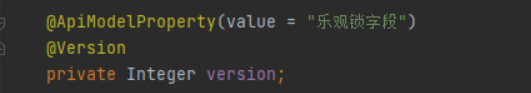 @ApiModelProperty(value = "乐观锁字段")
@Version
private Integer version;